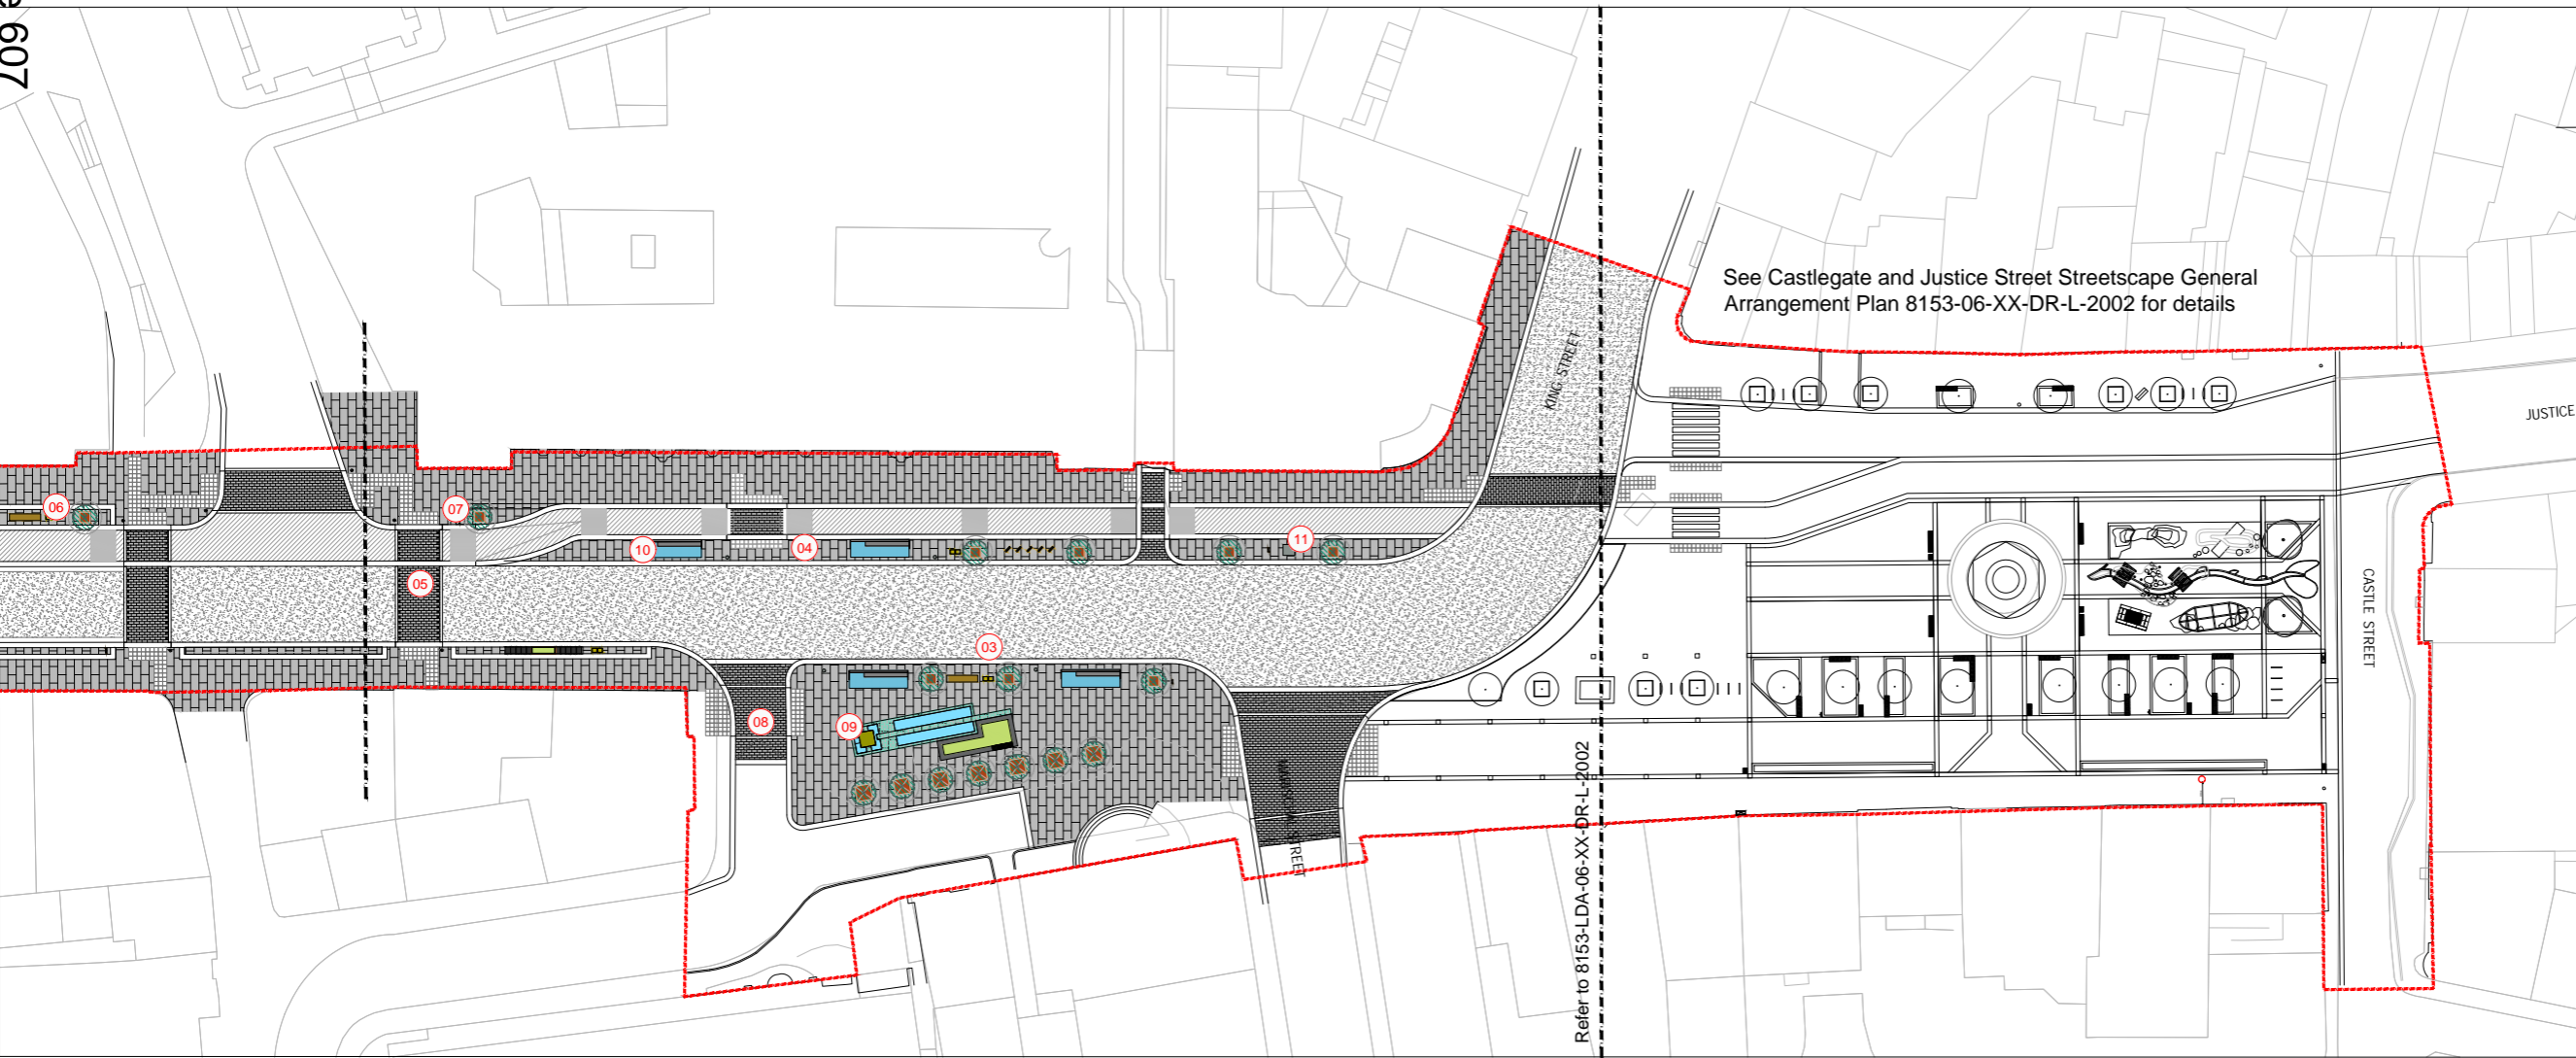 607
See Castlegate and Justice Street Streetscape General
Arrangement Plan 8153-06-XX-DR-L-2002 for details
KING STREET
JUSTICE
06
07
10
04
11
05
CASTLE STREET
03
08
09
Refer to 8153-LDA-06-XX-DR-L-2002
STREET